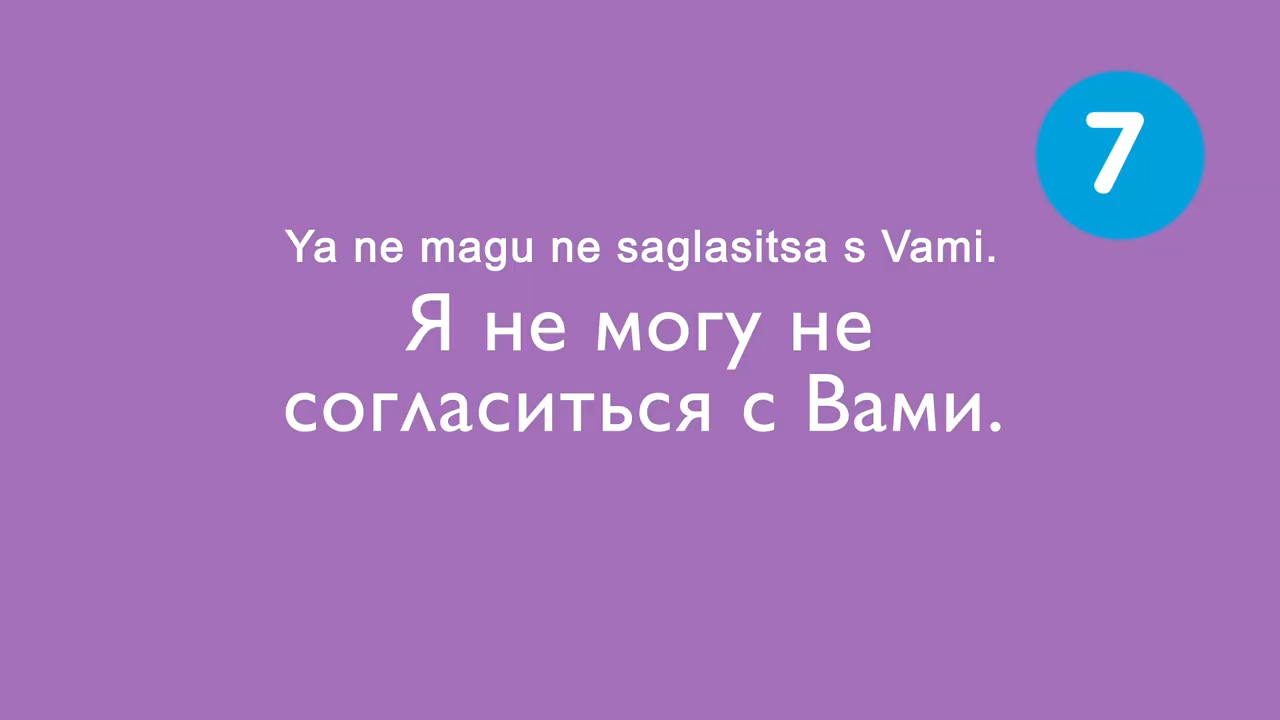 7
Ya ne magu ne saglasitsa s Vami.
Я не могу не
согласиться с Вами.